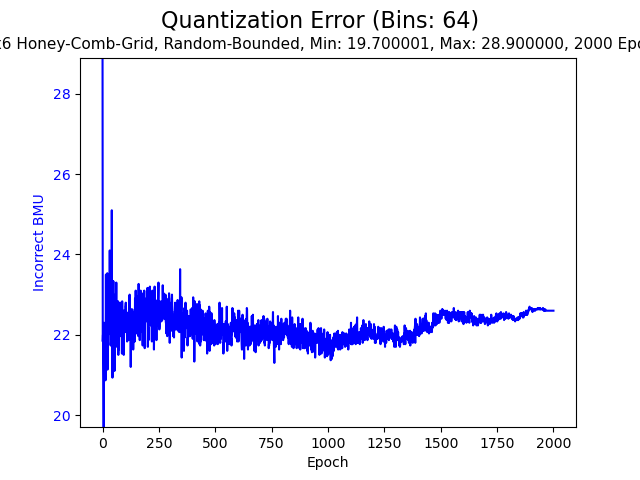 Quantization Error (Bins: 64)
6 Honey-Comb-Grid, Random-Bounded, Min: 19.700001, Max: 28.900000, 2000
28
26
24
22
20
Incorrect BMU
0 250 500 750 1000 1250 1500 1750 2000
Epoch